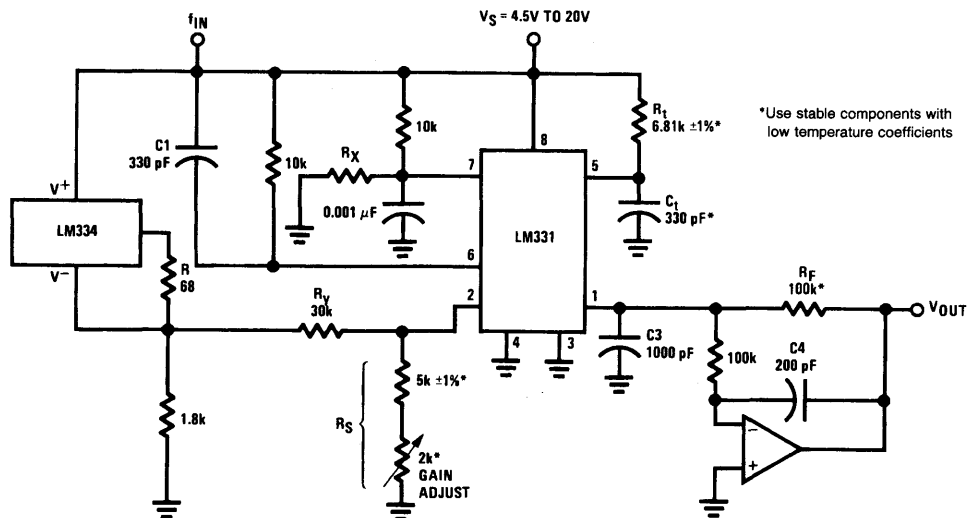 fIN
VS = 4.5V TO 20V
10k
Rt
6.81k ±1%*
*Use stable components with
low temperature coefficients
C1
330 pF
10k
RX
7
8
5
V+
0.001 μF
Ct
330 pF*
LM334
LM331
V−
R
68
6
RF
100k*
RY
30k
2
1
VOUT
4
3
C3
1000 pF
100k
C4
200 pF
5k ±1%*
1.8k
RS
−
+
2k*
GAIN
ADJUST